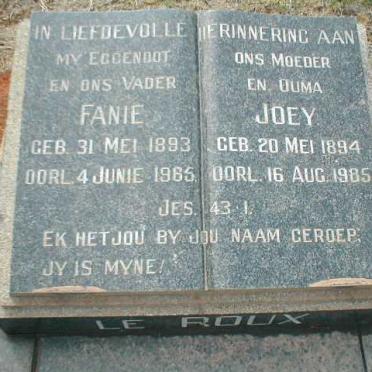 IN LIEFDEVOLLE HERINNERING AAN
MY EGGENOOT
EN ONS VADER
FANIE
GEB. 31 MEI 1893
OORL. 4 JUNIE 1965
ONS MOEDER
EN OUMA
JOEY
GEB. 20 MEI 1894
OORL. 16 AUG. 1985
JES. 43:1.
EK HET JOU BY JOU NAAM GEROEP,
JY IS MYNE!
LE ROUX